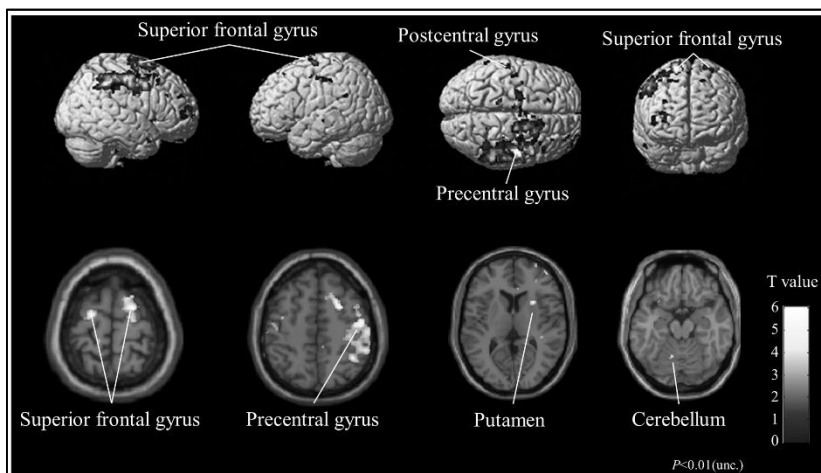 Superior frontal gyrus
Postcentral gyrus
Superior frontal gyrus
Precentral gyrus
T value
6
5
4
3
2
1
0
Superior frontal gyrus
Precentral gyrus
Putamen
Cerebellum
P<0.01(unc.)